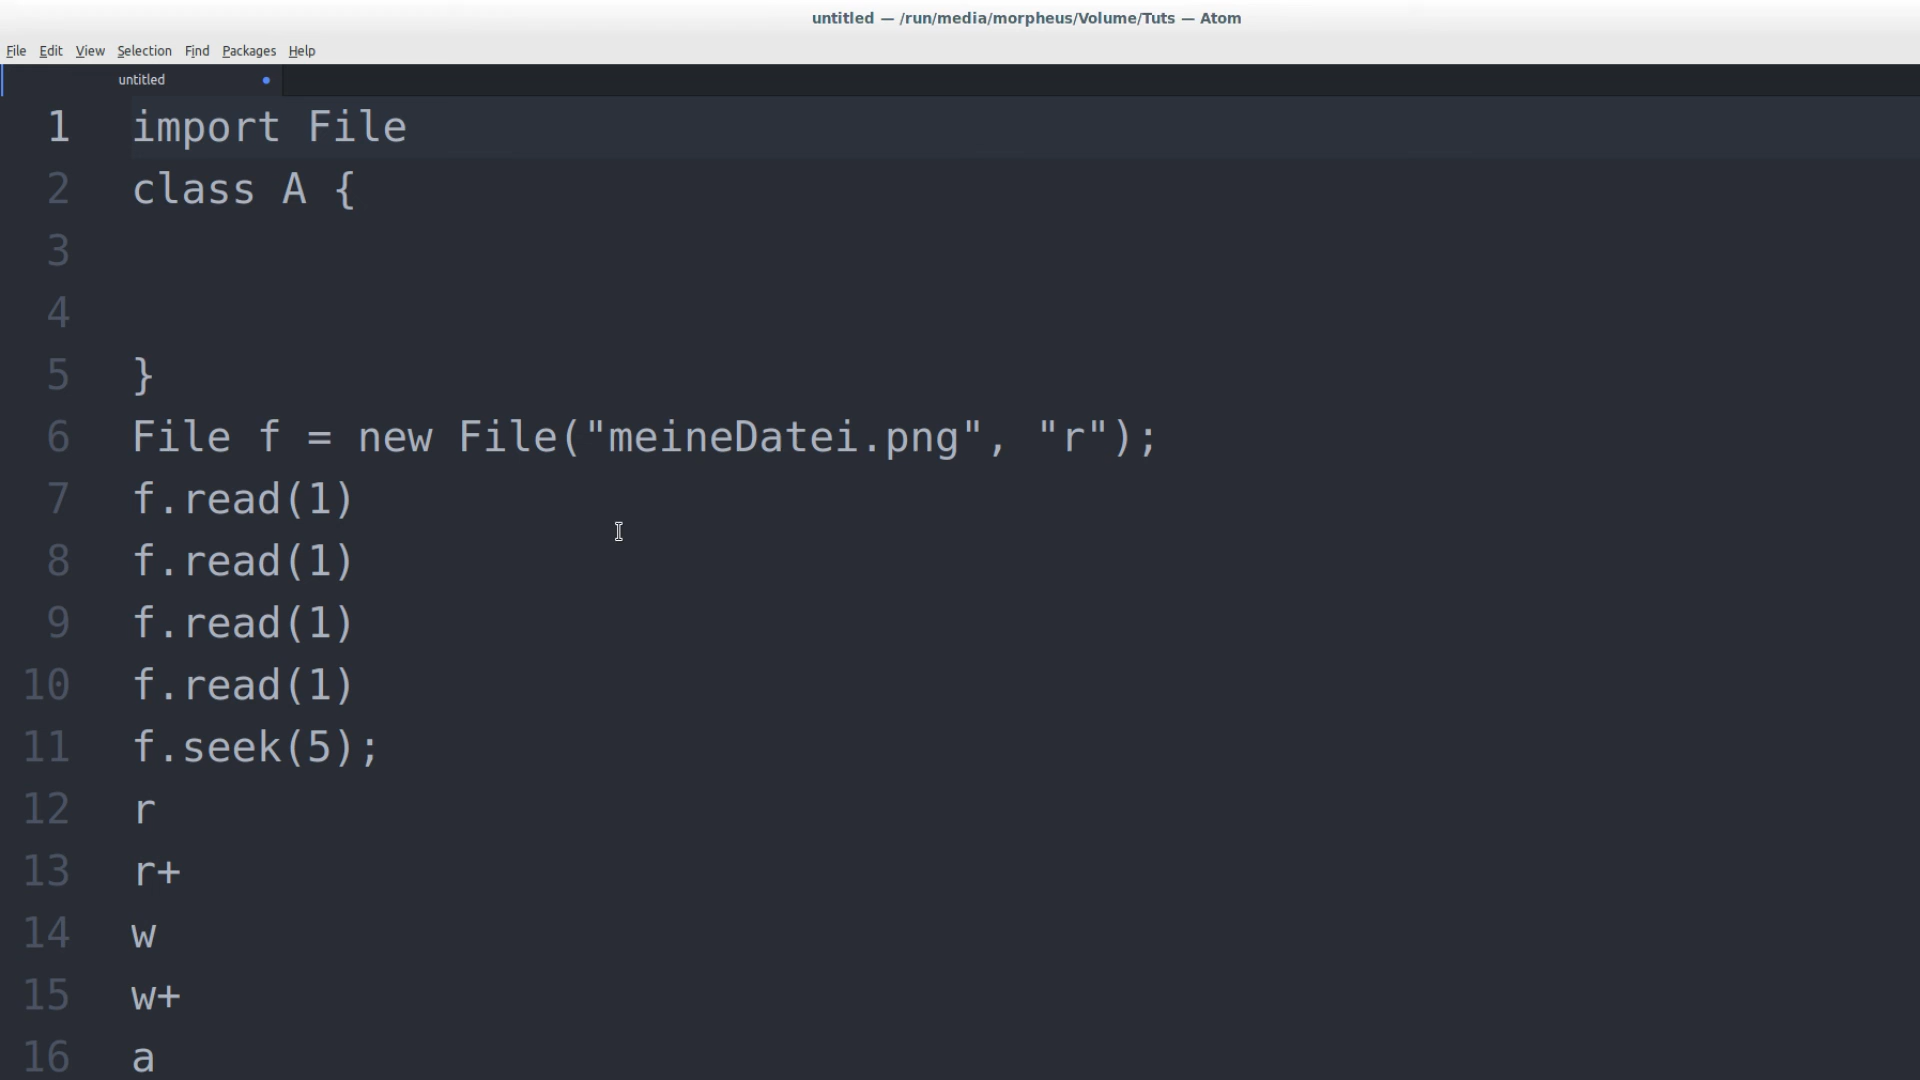 untitled — /run/media/morpheus/Volume/Tuts — Atom
File Edit View Selection Find Packages Help
untitled
1 import File
2 class A {
3
4
5 }
6 File f = new File("meineDatei.png", "r");
7 f.read(1)
8 f.read(1)
9 f.read(1)
10 f.read(1)
11 f.seek(5);
12 r
13 r+
14 w
15 w+
16 a